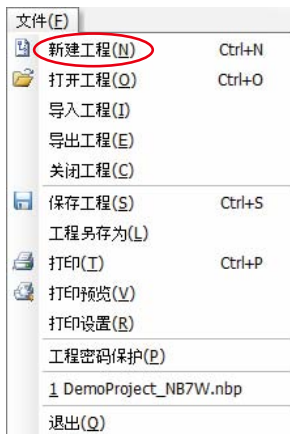 文件(F)
新建工程(N) Ctrl+N
打开工程(O) Ctrl+O
导入工程(I)
导出工程(E)
关闭工程(C)
保存工程(S) Ctrl+S
工程另存为(L)
打印(T) Ctrl+P
打印预览(V)
打印设置(R)
工程密码保护(P)
1 DemoProject_NB7W.nbp
退出(Q)